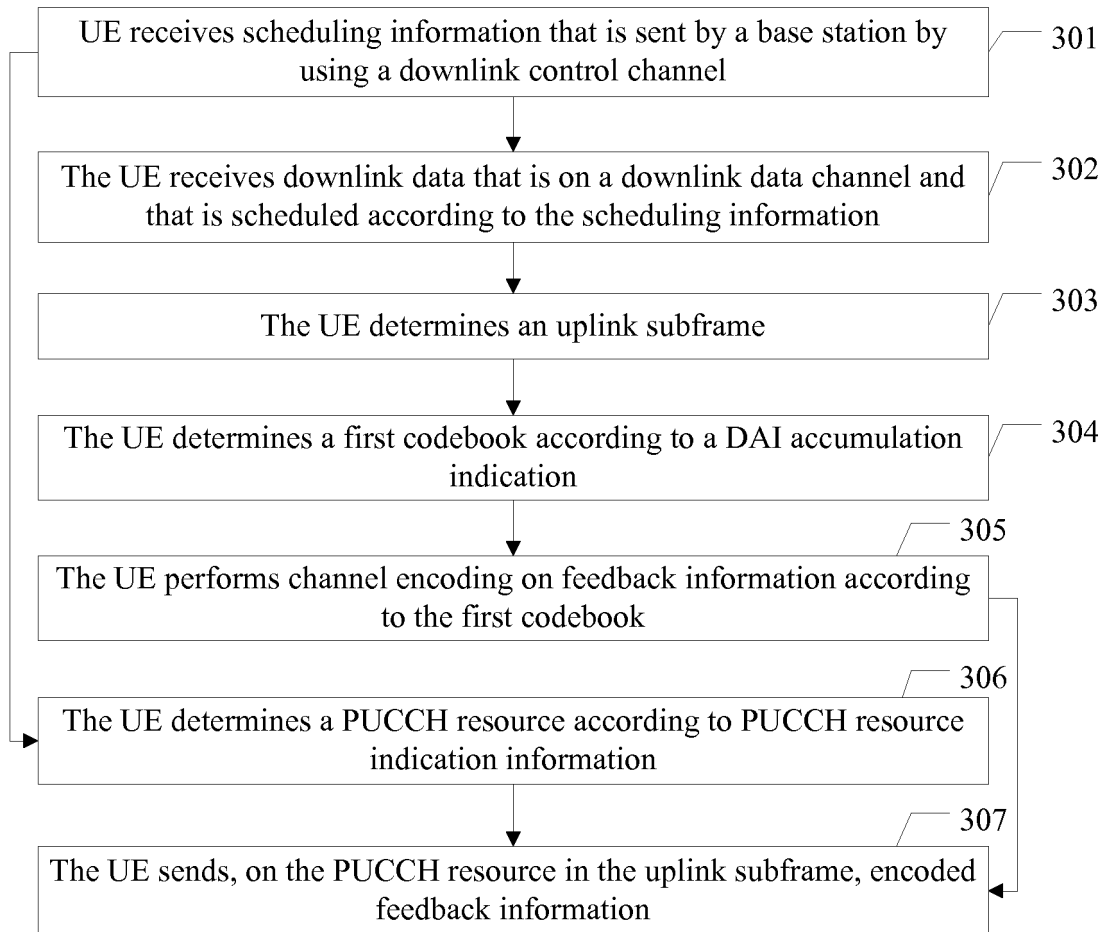 UE receives scheduling information that is sent by a base station by
using a downlink control channel
301
The UE receives downlink data that is on a downlink data channel and
that is scheduled according to the scheduling information
302
The UE determines an uplink subframe
303
The UE determines a first codebook according to a DAI accumulation
indication
304
305
The UE performs channel encoding on feedback information according
to the first codebook
306
The UE determines a PUCCH resource according to PUCCH resource
indication information
307
The UE sends, on the PUCCH resource in the uplink subframe, encoded
feedback information